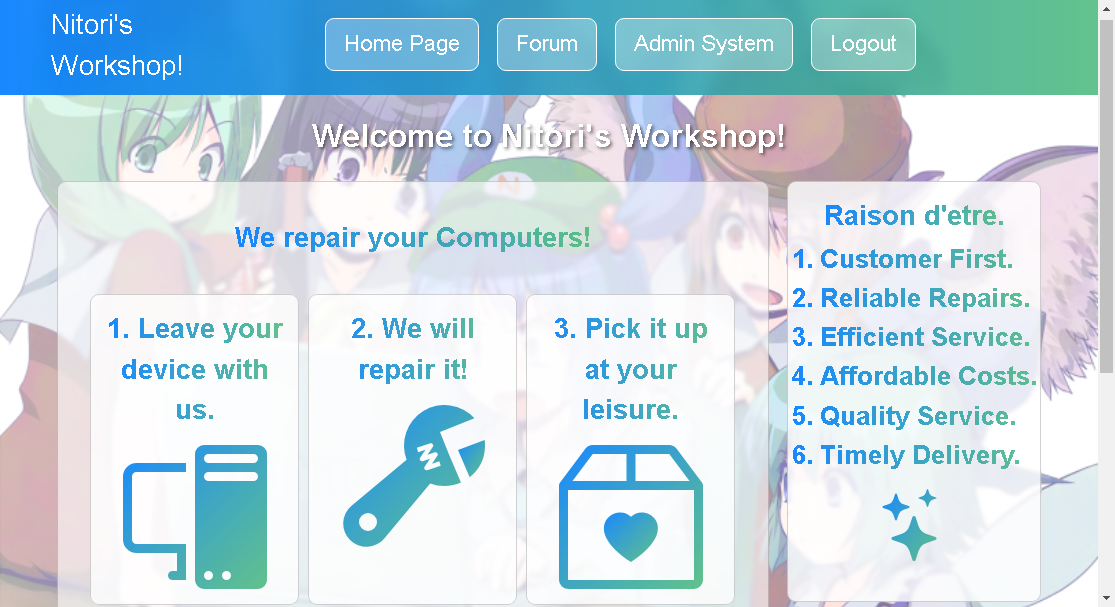 Nitori's
Workshop!
Home Page
Forum
Admin System
Logout
Welcome to Nitori's Workshop!
We repair your Computers!
1. Leave your
device with
us.
2. We will
repair it!
3. Pick it up
at your
leisure.
Raison d'etre.
1. Customer First.
2. Reliable Repairs.
3. Efficient Service.
4. Affordable Costs.
5. Quality Service.
6. Timely Delivery.